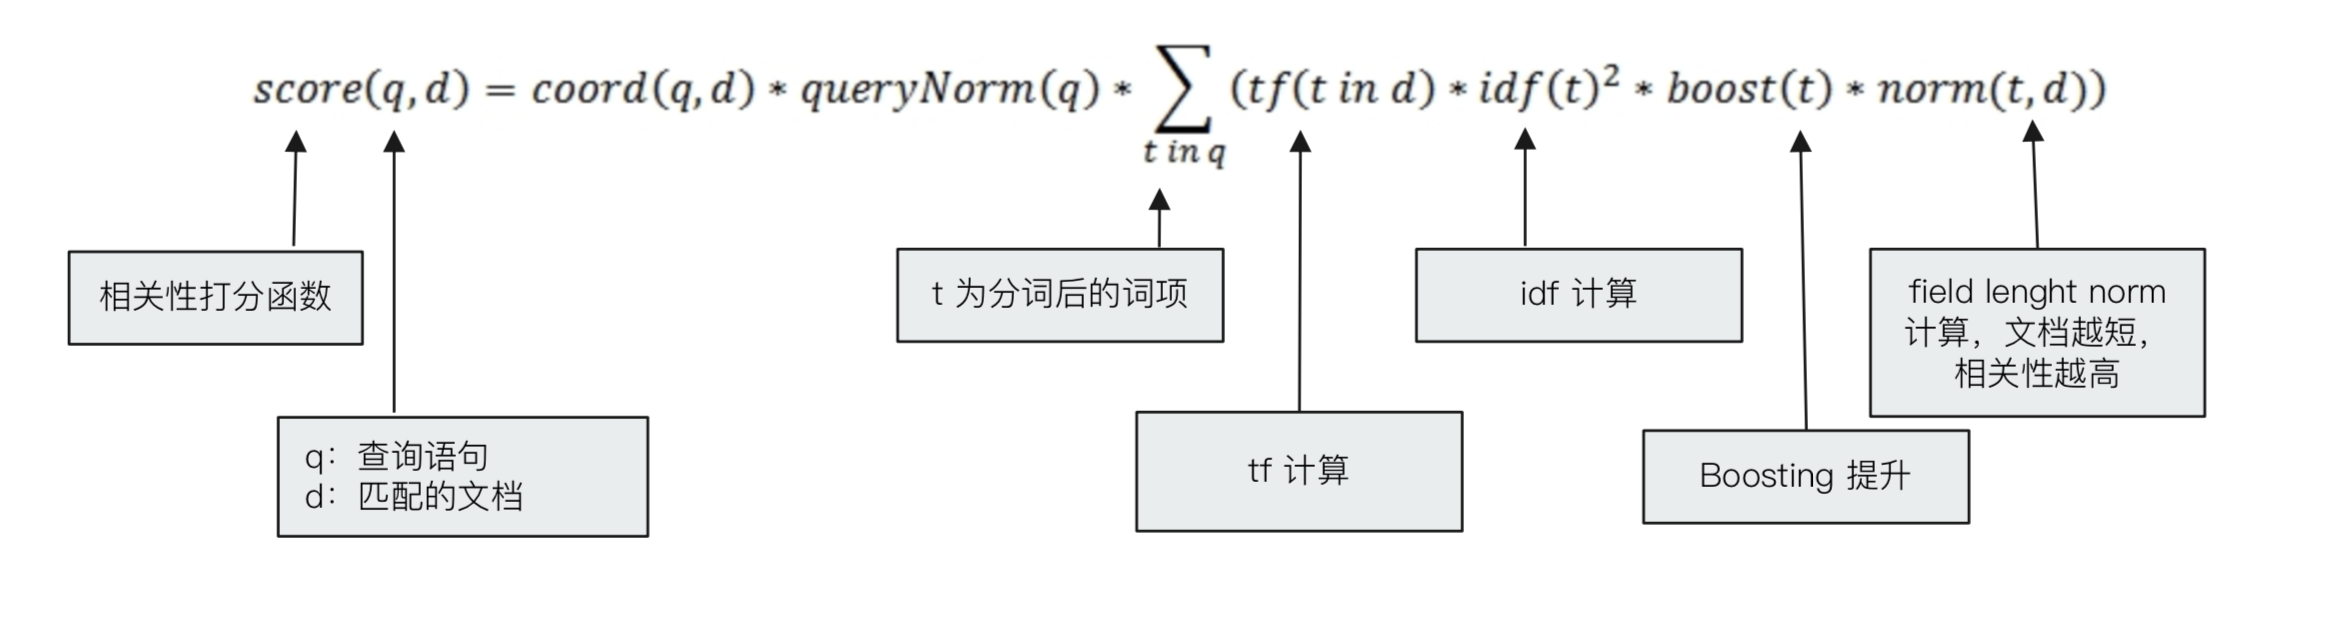 score(q,d) = coord(q,d) * queryNorm(q) * ∑ (tf(t in d) * idf(t)² * boost(t) * norm(t,d))
t in q
相关性打分函数
t 为分词后的词项
idf 计算
field lenght norm
计算，文档越短，
相关性越高
q：查询语句
d：匹配的文档
tf 计算
Boosting 提升